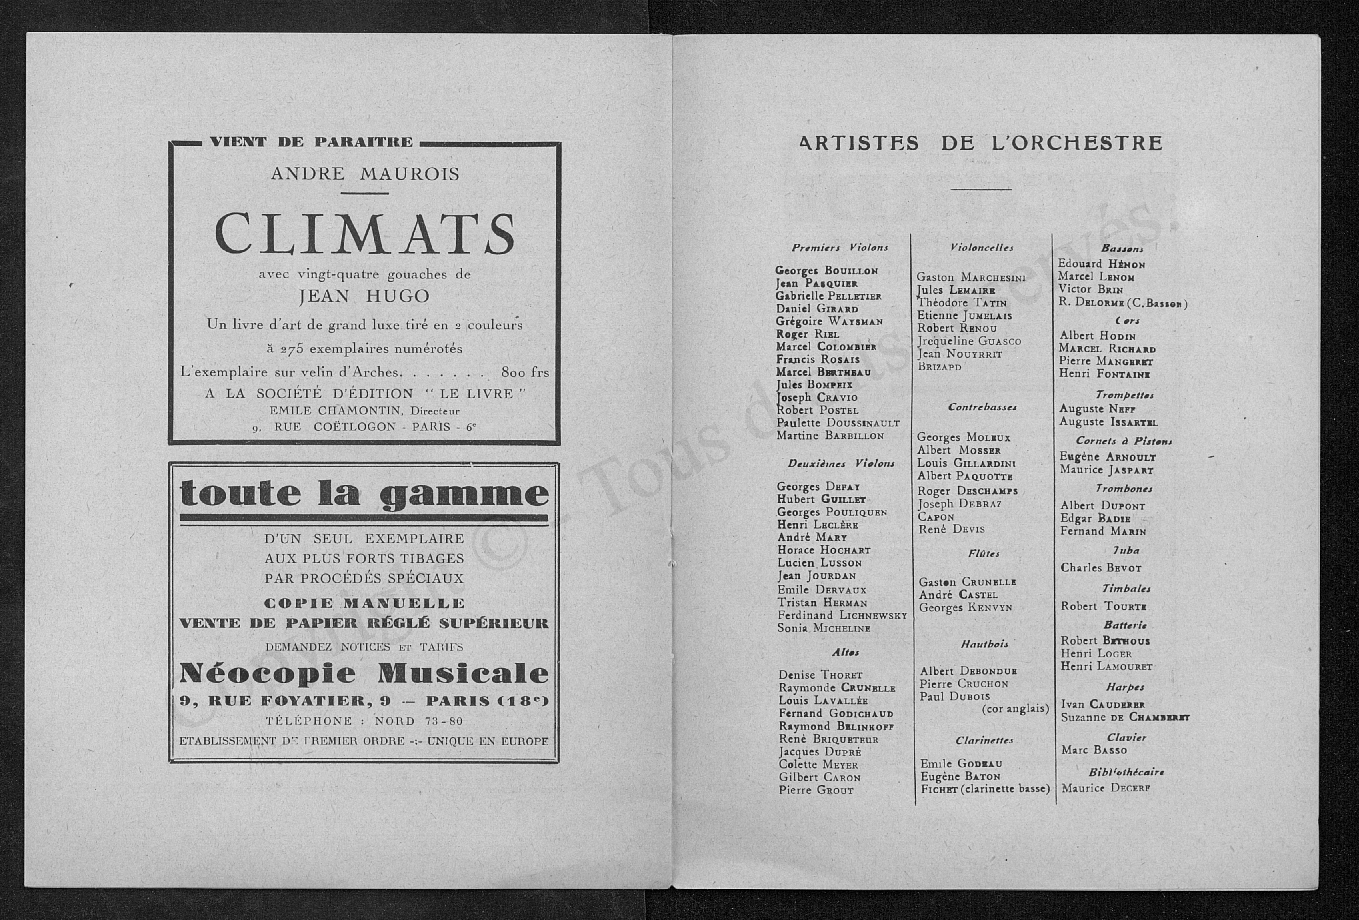 VIENT DE PARAITRE
ANDRE MAUROIS
CLIMATS
avec vingt-quatre gouaches de
JEAN HUGO
Un livre d'art de grand luxe tiré en 2 couleurs
à 275 exemplaires numérotés
L'exemplaire sur velin d'Arches. . . . . . . 800 frs
A LA SOCIÉTÉ D'ÉDITION " LE LIVRE "
EMILE CHAMONTIN, Directeur
9, RUE COËTLOGON - PARIS - 6e
toute la gamme
D'UN SEUL EXEMPLAIRE
AUX PLUS FORTS TIRAGES
PAR PROCÉDÉS SPÉCIAUX
COPIE MANUELLE
VENTE DE PAPIER RÉGLÉ SUPÉRIEUR
DEMANDEZ NOTICES ET TARIFS
Néocopie Musicale
9, RUE FOYATIER, 9 — PARIS (18e)
TÉLÉPHONE : NORD 73-80
ETABLISSEMENT DE PREMIER ORDRE -:- UNIQUE EN EUROPE
ARTISTES DE L'ORCHESTRE
Premiers Violons
Georges BOUILLON
Jean PASQUIER
Gabrielle PELLETIER
Daniel GIRARD
Grégoire WAYSMAN
Roger RIEL
Marcel COLOMBIER
Francis ROSAIS
Marcel BERTHEAU
Jules BOMPEIX
Joseph CRAVIO
Robert POSTEL
Paulette DOUSSINAULT
Martine BARBILLON
Deuxièmes Violons
Georges DEPAY
Hubert GUILLET
Georges POULIQUEN
Henri LECLÈRE
André MARY
Horace HOCHART
Lucien LUSSON
Jean JOURDAN
Emile DERVAUX
Tristan HERMAN
Ferdinand LICHNEWSKY
Sonia MICHELINE
Altos
Denise THORET
Raymonde CRUNELLE
Louis LAVALLÉE
Fernand GODICHAUD
Raymond BELINKOFF
René BRIQUETEUR
Jacques DUPRÉ
Colette MEYER
Gilbert CARON
Pierre GROUT
Violoncelles
Gaston MARCHESINI
Jules LEMAIRE
Théodore TATIN
Etienne JUMELAIS
Robert RENOU
Jrcqueline GUASCO
Jean NOUYRRIT
BRIZARD
Contrebasses
Georges MOLEUX
Albert MOSSER
Louis GILLARDINI
Albert PAQUOTTE
Roger DESCHAMPS
Joseph DEBRAZ
CAPON
René DEVIS
Flûtes
Gaston CRUNELLE
André CASTEL
Georges KENVYN
Hautbois
Albert DEBONDUE
Pierre CRUCHON
Paul DUBOIS
(cor anglais)
Clarinettes
Emile GODEAU
Eugène BATON
FICHET (clarinette basse)
Bassons
Edouard HÉNON
Marcel LENOM
Victor BRIN
R. DELORME (C. Basson)
Cors
Albert HODIN
MARCEL RICHARD
Pierre MANGERET
Henri FONTAINE
Trompettes
Auguste NEFF
Auguste ISSARTEL
Cornets à Pistons
Eugène ARNOULT
Maurice JASPART
Trombones
Albert DUPONT
Edgar BADIE
Fernand MARIN
Tuba
Charles BEVOT
Timbales
Robert TOURTE
Batterie
Robert BETHOUS
Henri LOGER
Henri LAMOURET
Harpes
Ivan CAUDERER
Suzanne DE CHAMBERET
Clavier
Marc BASSO
Bibliothécaire
Maurice DECERF